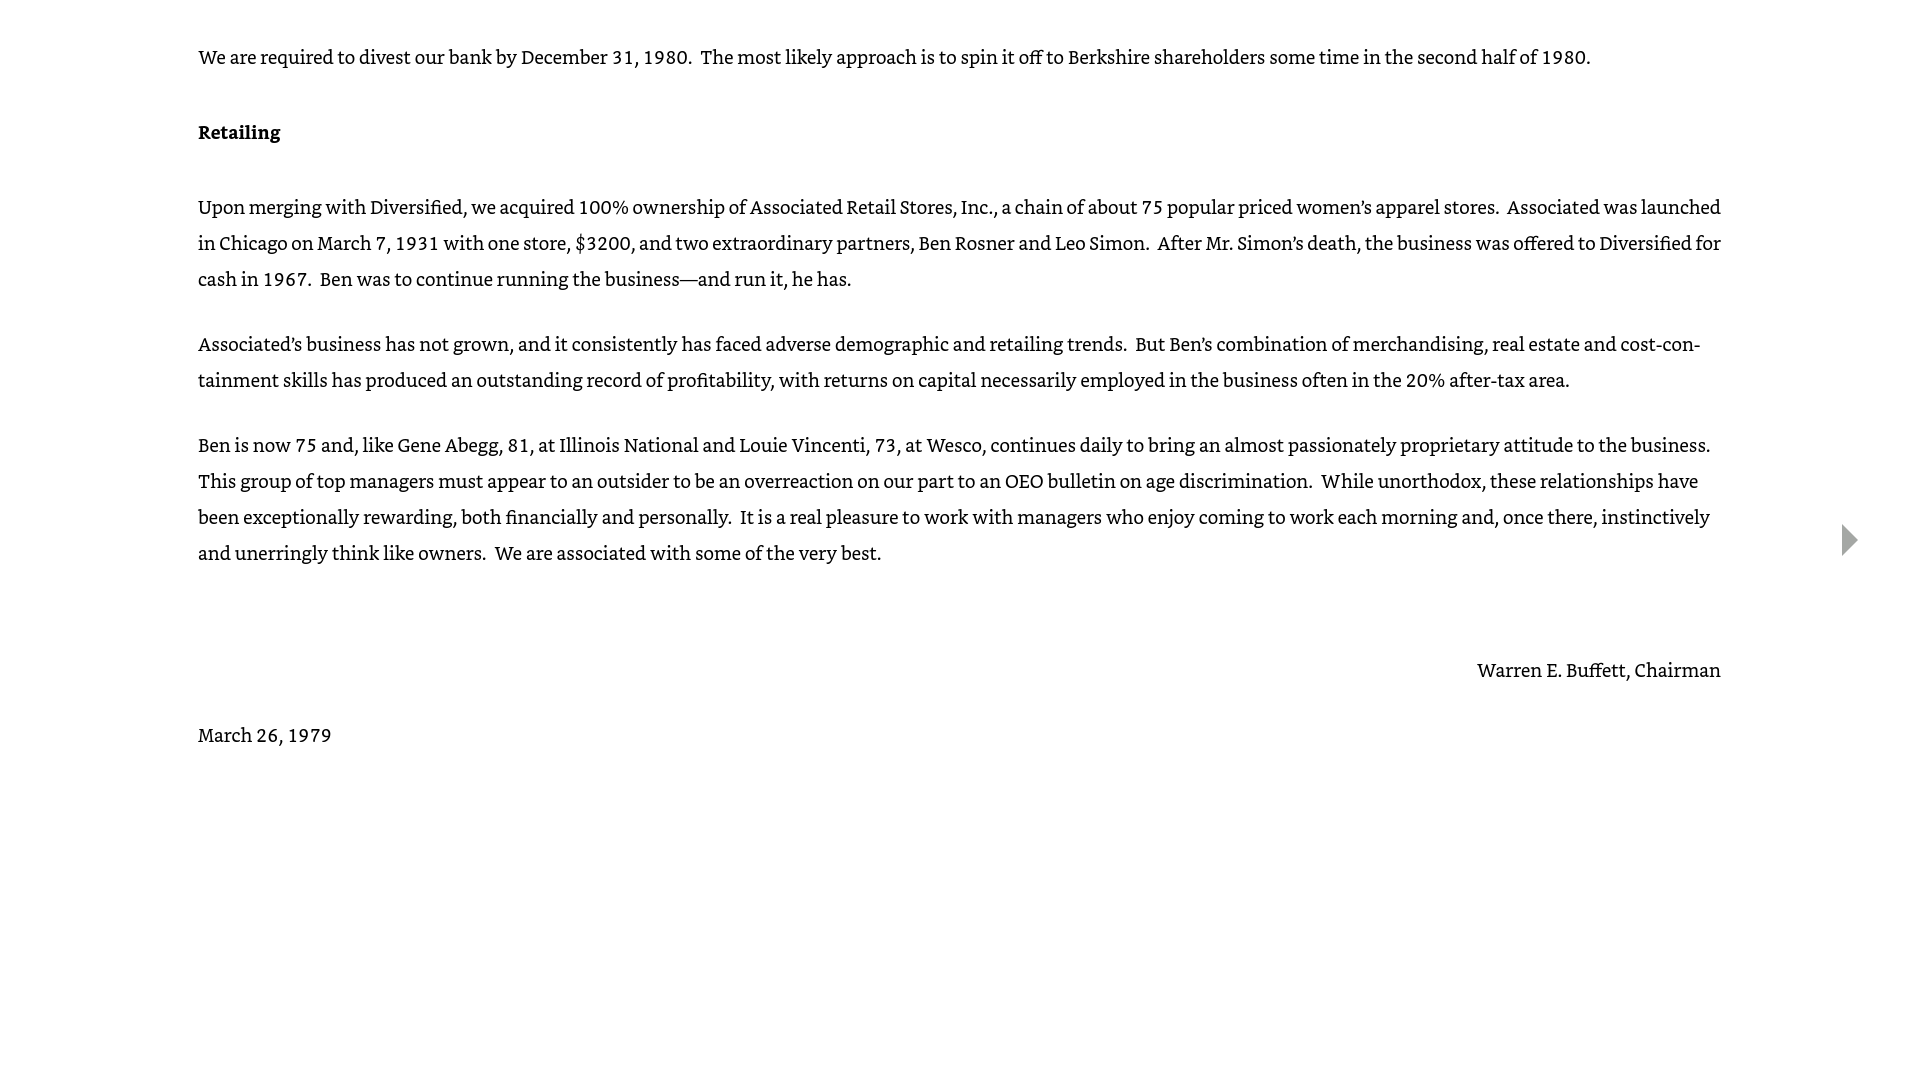 We are required to divest our bank by December 31, 1980.  The most likely approach is to spin it off to Berkshire shareholders some time in the second half of 1980.
Retailing
Upon merging with Diversified, we acquired 100% ownership of Associated Retail Stores, Inc., a chain of about 75 popular priced women’s apparel stores.  Associated was launched
in Chicago on March 7, 1931 with one store, $3200, and two extraordinary partners, Ben Rosner and Leo Simon.  After Mr. Simon’s death, the business was offered to Diversified for
cash in 1967.  Ben was to continue running the business—and run it, he has.
Associated’s business has not grown, and it consistently has faced adverse demographic and retailing trends.  But Ben’s combination of merchandising, real estate and cost-con-
tainment skills has produced an outstanding record of profitability, with returns on capital necessarily employed in the business often in the 20% after-tax area.
Ben is now 75 and, like Gene Abegg, 81, at Illinois National and Louie Vincenti, 73, at Wesco, continues daily to bring an almost passionately proprietary attitude to the business.
This group of top managers must appear to an outsider to be an overreaction on our part to an OEO bulletin on age discrimination.  While unorthodox, these relationships have
been exceptionally rewarding, both financially and personally.  It is a real pleasure to work with managers who enjoy coming to work each morning and, once there, instinctively
and unerringly think like owners.  We are associated with some of the very best.
Warren E. Buffett, Chairman
March 26, 1979